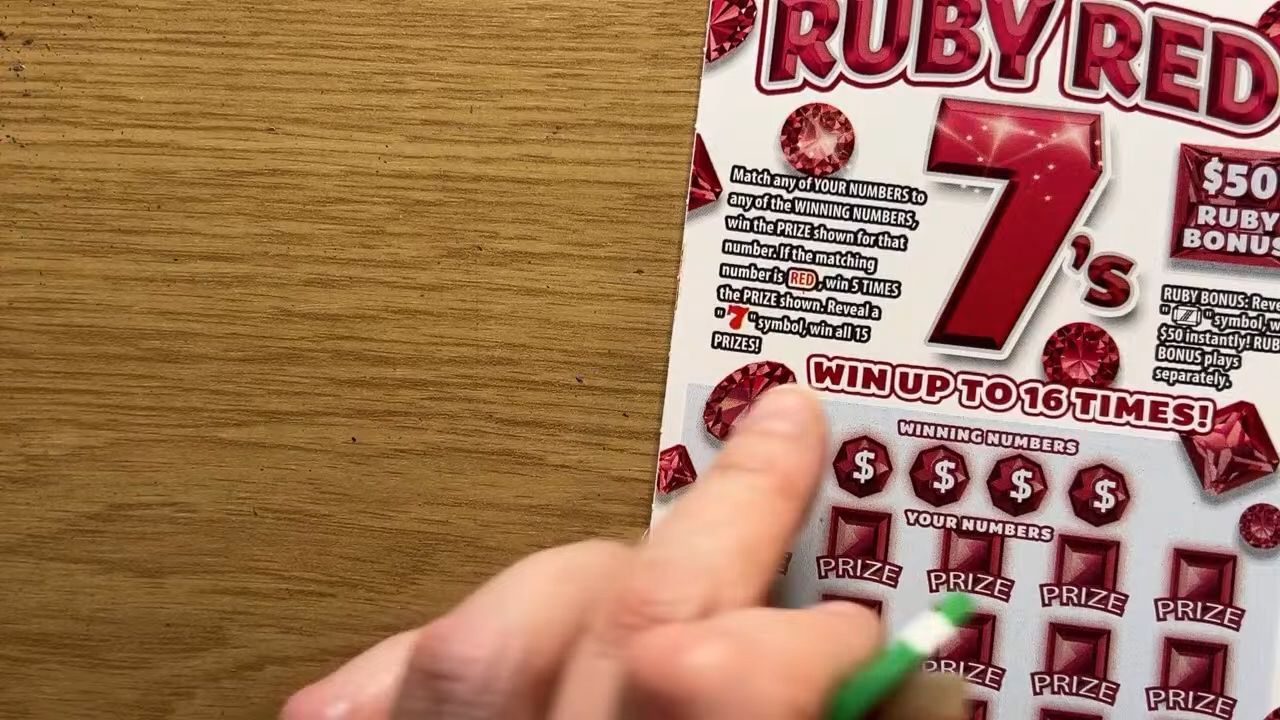 RUBY RED
7's
Match any of YOUR NUMBERS to
any of the WINNING NUMBERS,
win the PRIZE shown for that
number. If the matching
number is RED, win 5 TIMES
the PRIZE shown. Reveal a
"7" symbol, win all 15
PRIZES!
$50
RUBY
BONUS
RUBY BONUS:
" " symbol,
$50 instantly!
BONUS plays
separately.
WIN UP TO 16 TIMES!
WINNING NUMBERS
$ $ $ $
YOUR NUMBERS
PRIZE PRIZE PRIZE PRIZE
PRIZE PRIZE PRIZE